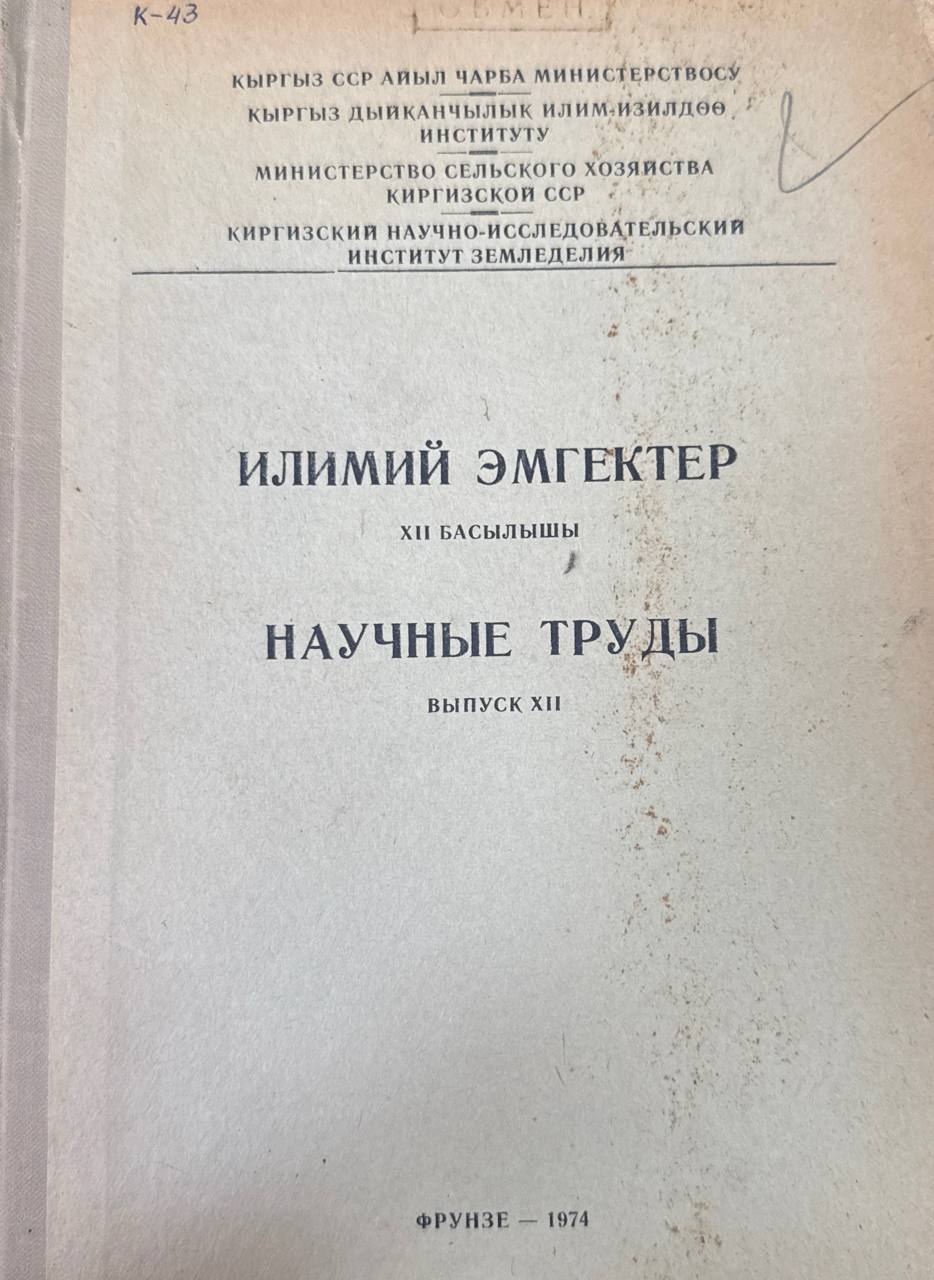 К-43
ОБМЕН
КЫРГЫЗ ССР АЙЫЛ ЧАРБА МИНИСТЕРСТВОСУ
КЫРГЫЗ ДЫЙКАНЧЫЛЫК ИЛИМ-ИЗИЛДӨӨ
ИНСТИТУТУ
МИНИСТЕРСТВО СЕЛЬСКОГО ХОЗЯЙСТВА
КИРГИЗСКОЙ ССР
КИРГИЗСКИЙ НАУЧНО-ИССЛЕДОВАТЕЛЬСКИЙ
ИНСТИТУТ ЗЕМЛЕДЕЛИЯ
ИЛИМИЙ ЭМГЕКТЕР
XII БАСЫЛЫШЫ
НАУЧНЫЕ ТРУДЫ
ВЫПУСК XII
ФРУНЗЕ — 1974